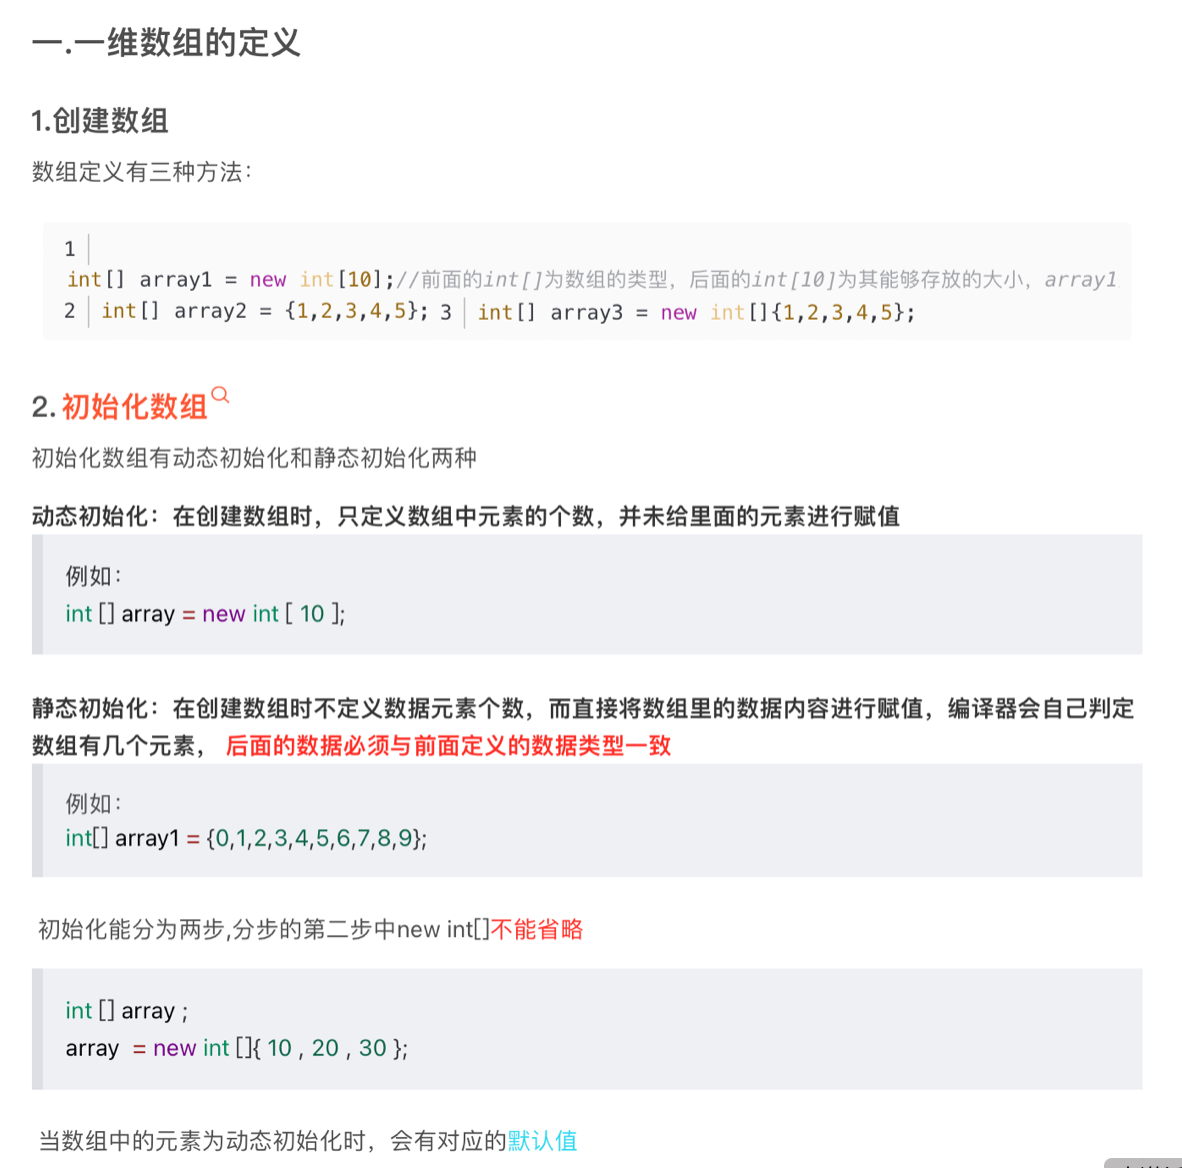 一.一维数组的定义
1.创建数组
数组定义有三种方法：
1
int[] array1 = new int[10];//前面的int[]为数组的类型，后面的int[10]为其能够存放的大小，array1
2 int[] array2 = {1,2,3,4,5}; 3 int[] array3 = new int[]{1,2,3,4,5};
2. 初始化数组
初始化数组有动态初始化和静态初始化两种
动态初始化：在创建数组时，只定义数组中元素的个数，并未给里面的元素进行赋值
例如：
int [] array = new int [ 10 ];
静态初始化：在创建数组时不定义数据元素个数，而直接将数组里的数据内容进行赋值，编译器会自己判定
数组有几个元素， 后面的数据必须与前面定义的数据类型一致
例如：
int[] array1 = {0,1,2,3,4,5,6,7,8,9};
初始化能分为两步,分步的第二步中new int[]不能省略
int [] array ;
array = new int []{ 10 , 20 , 30 };
当数组中的元素为动态初始化时，会有对应的默认值